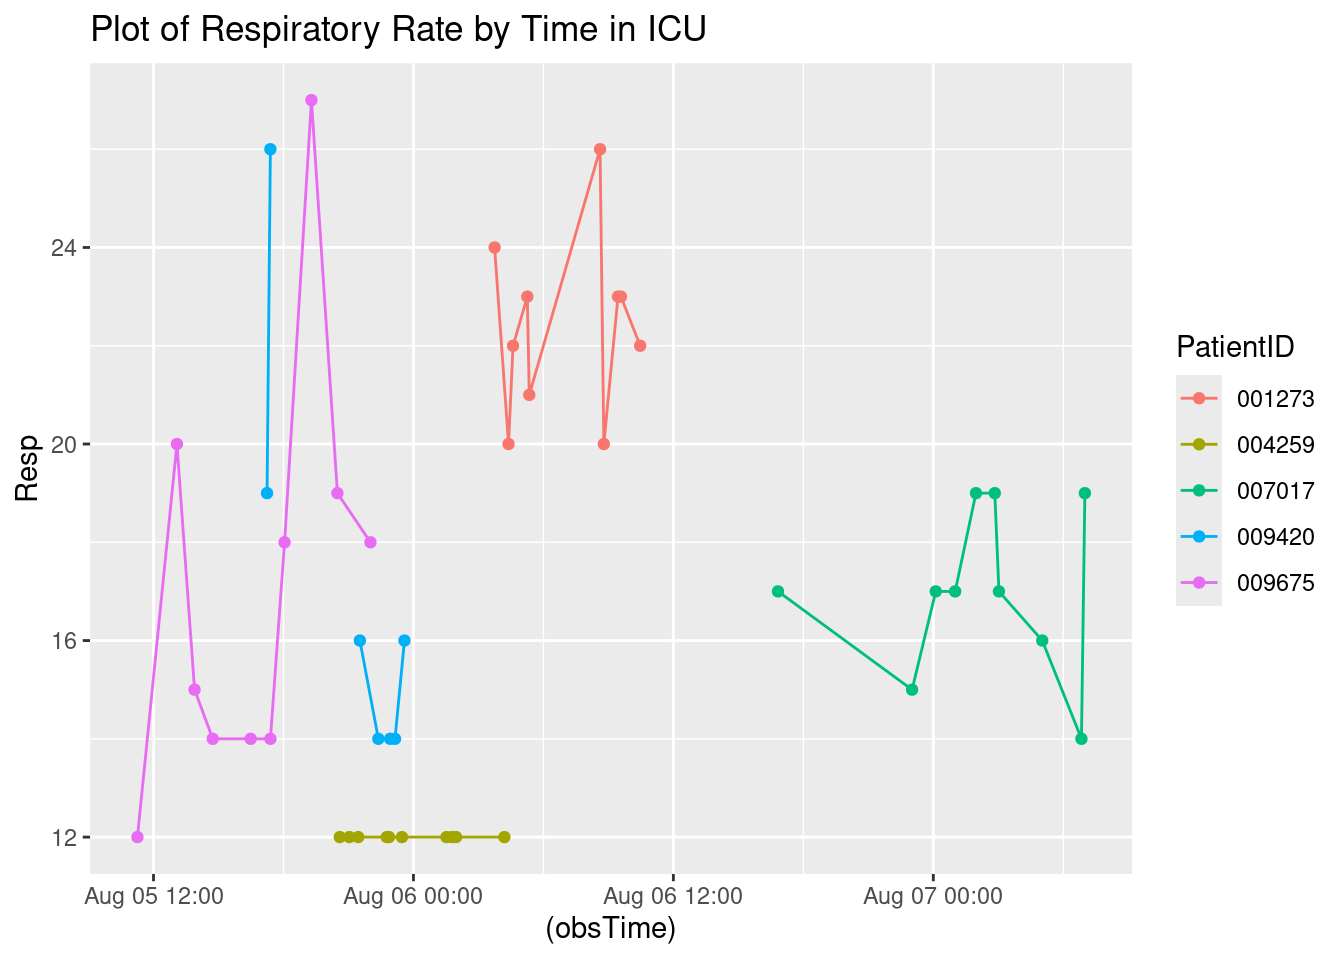 Plot of Respiratory Rate by Time in ICU
Resp
24
20
16
12
Aug 05 12:00
Aug 06 00:00
Aug 06 12:00
Aug 07 00:00
(obsTime)
PatientID
001273
004259
007017
009420
009675